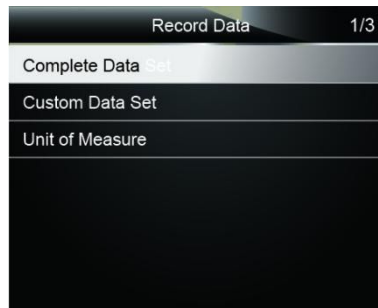 Record Data 1/3
Complete Data Set
Custom Data Set
Unit of Measure